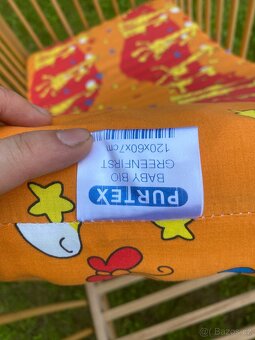 PURTEX
BABY BIO
GREENFIRST
120x60x7cm